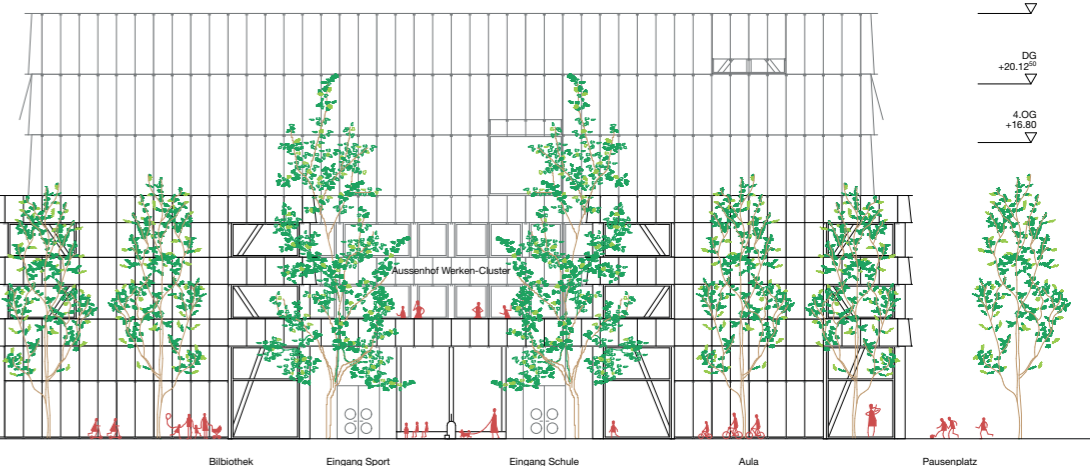 DG
+20.12⁵⁰
4.OG
+16.80
Aussenhof Werken-Cluster
Bilbiothek Eingang Sport Eingang Schule Aula Pausenplatz